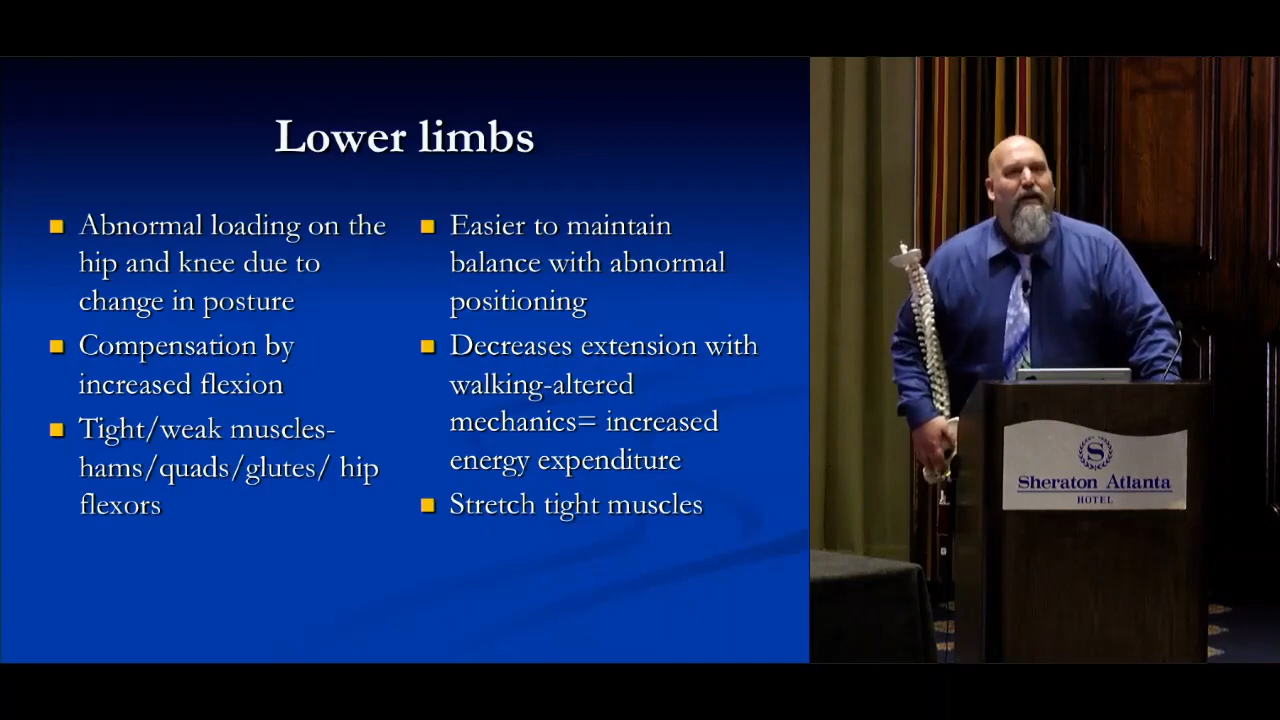 Lower limbs
Abnormal loading on the
hip and knee due to
change in posture
Compensation by
increased flexion
Tight/weak muscles-
hams/quads/glutes/ hip
flexors
Easier to maintain
balance with abnormal
positioning
Decreases extension with
walking-altered
mechanics= increased
energy expenditure
Stretch tight muscles
S
Sheraton Atlanta
HOTEL